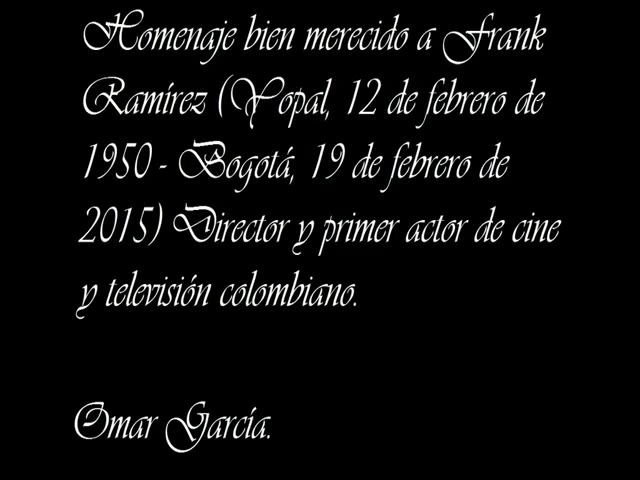 Homenaje bien merecido a Frank
Ramírez (Yopal, 12 de febrero de
1950 - Bogotá, 19 de febrero de
2015) Director y primer actor de cine
y televisión colombiano.
Omar García.